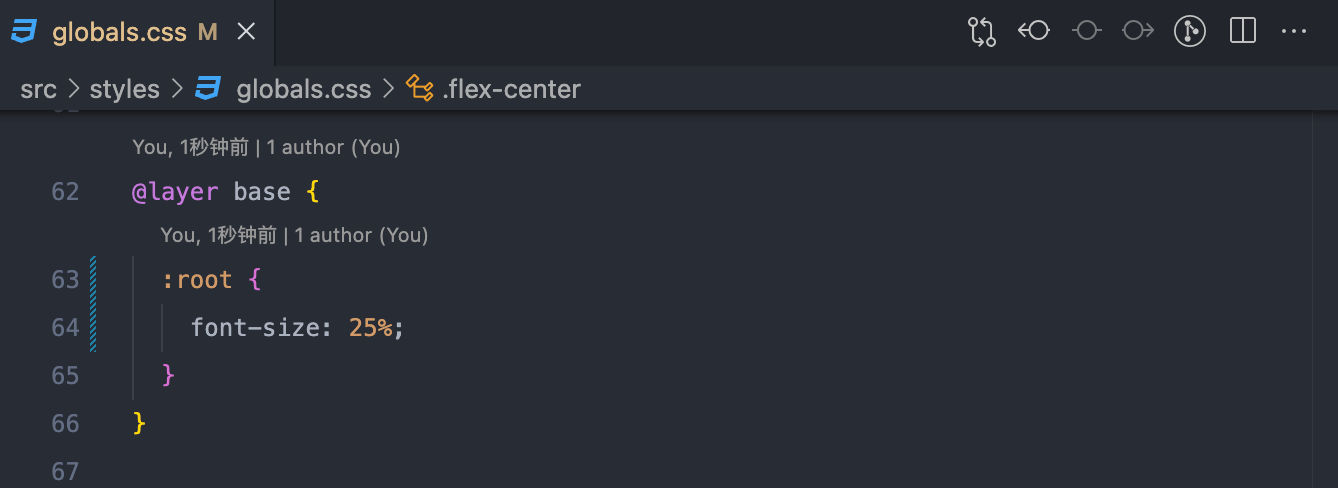 globals.css M
src > styles > globals.css > .flex-center
You, 1秒钟前 | 1 author (You)
62 @layer base {
You, 1秒钟前 | 1 author (You)
63 :root {
64 font-size: 25%;
65 }
66 }
67